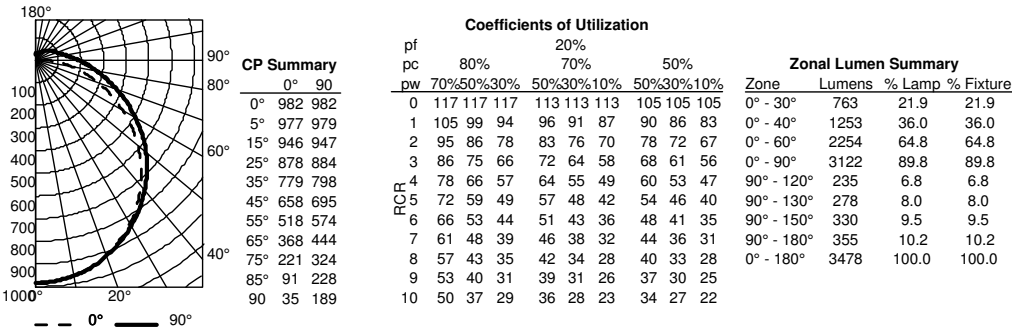 180°
90°
80°
60°
40°
20°
0°
100
200
300
400
500
600
700
800
900
1000
0° 90°
CP Summary
0° 90
0° 982 982
5° 977 979
15° 946 947
25° 878 884
35° 779 798
45° 658 695
55° 518 574
65° 368 444
75° 221 324
85° 91 228
90 35 189
Coefficients of Utilization
pf 20%
pc 80% 70% 50%
pw 70%50%30% 50%30%10% 50%30%10%
RCR
0 117 117 117 113 113 113 105 105 105
1 105 99 94 96 91 87 90 86 83
2 95 86 78 83 76 70 78 72 67
3 86 75 66 72 64 58 68 61 56
4 78 66 57 64 55 49 60 53 47
5 72 59 49 57 48 42 54 46 40
6 66 53 44 51 43 36 48 41 35
7 61 48 39 46 38 32 44 36 31
8 57 43 35 42 34 28 40 33 28
9 53 40 31 39 31 26 37 30 25
10 50 37 29 36 28 23 34 27 22
Zonal Lumen Summary
Zone Lumens % Lamp % Fixture
0° - 30° 763 21.9 21.9
0° - 40° 1253 36.0 36.0
0° - 60° 2254 64.8 64.8
0° - 90° 3122 89.8 89.8
90° - 120° 235 6.8 6.8
90° - 130° 278 8.0 8.0
90° - 150° 330 9.5 9.5
90° - 180° 355 10.2 10.2
0° - 180° 3478 100.0 100.0